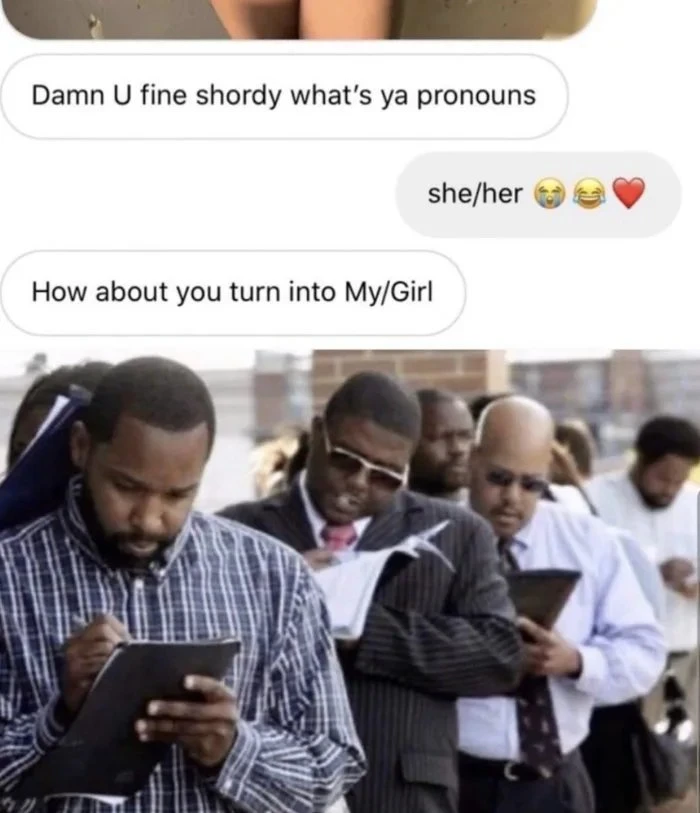 Damn U fine shordy what's ya pronouns
she/her 😭😂❤️
How about you turn into My/Girl